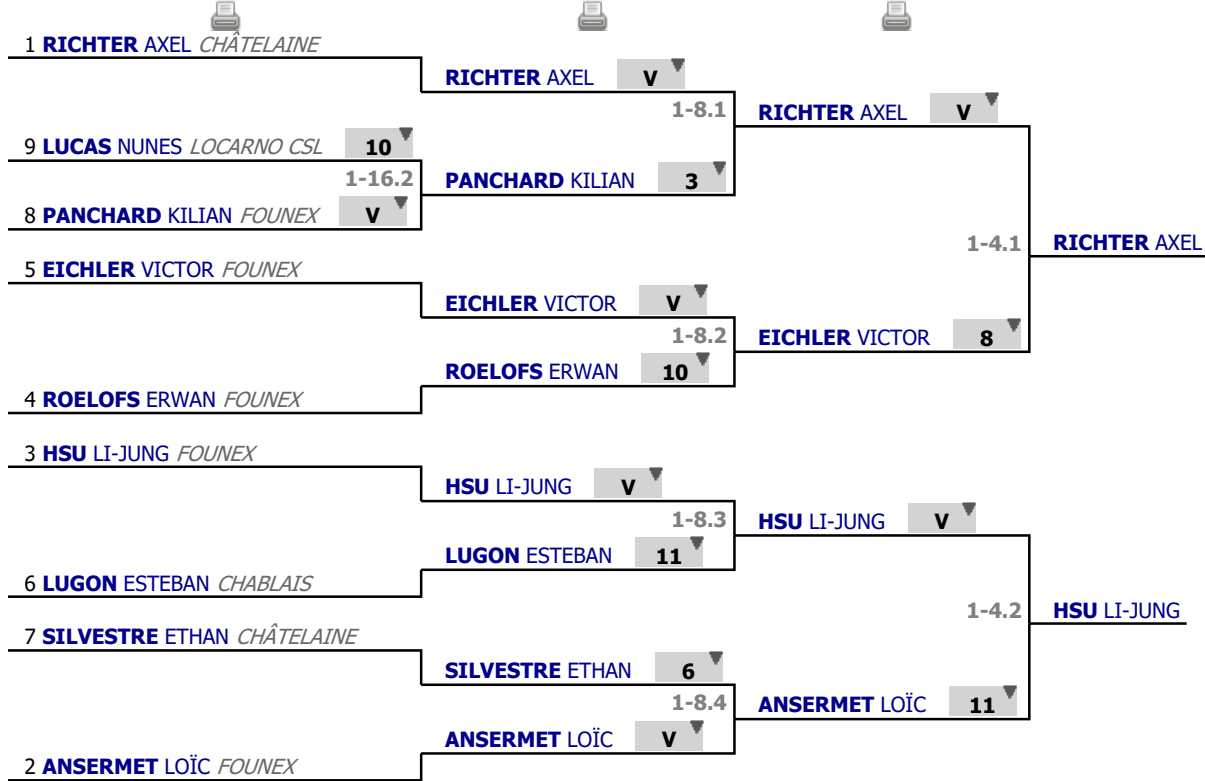 1 RICHTER AXEL CHÂTELAINE
RICHTER AXEL V
1-8.1
RICHTER AXEL V
9 LUCAS NUNES LOCARNO CSL 10
1-16.2
PANCHARD KILIAN 3
8 PANCHARD KILIAN FOUNEX V
1-4.1
RICHTER AXEL
5 EICHLER VICTOR FOUNEX
EICHLER VICTOR V
1-8.2
EICHLER VICTOR 8
ROELOFS ERWAN 10
4 ROELOFS ERWAN FOUNEX
3 HSU LI-JUNG FOUNEX
HSU LI-JUNG V
1-8.3
HSU LI-JUNG V
LUGON ESTEBAN 11
6 LUGON ESTEBAN CHABLAIS
1-4.2
HSU LI-JUNG
7 SILVESTRE ETHAN CHÂTELAINE
SILVESTRE ETHAN 6
1-8.4
ANSERMET LOÏC 11
ANSERMET LOÏC V
2 ANSERMET LOÏC FOUNEX